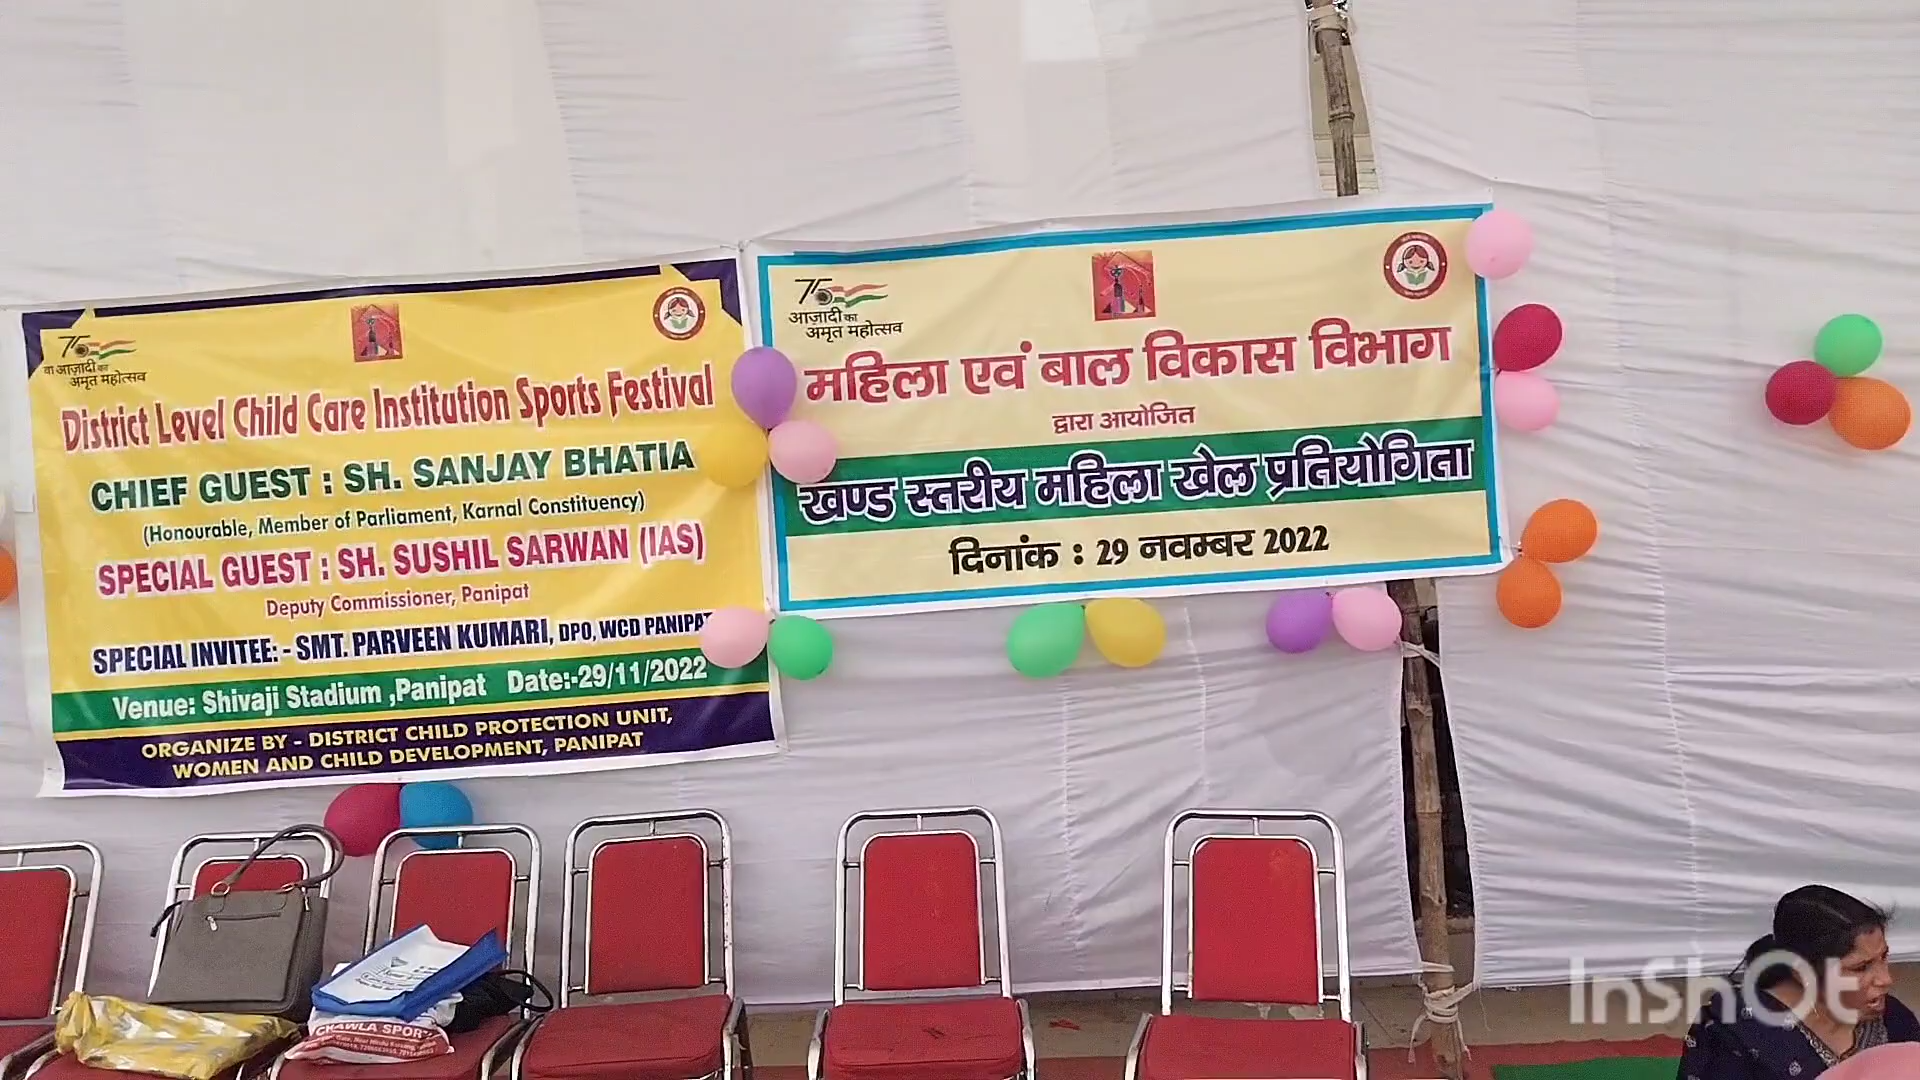 75
आज़ादी का
अमृत महोत्सव
District Level Child Care Institution Sports Festival
CHIEF GUEST : SH. SANJAY BHATIA
(Honourable, Member of Parliament, Karnal Constituency)
SPECIAL GUEST : SH. SUSHIL SARWAN (IAS)
Deputy Commissioner, Panipat
SPECIAL INVITEE: - SMT. PARVEEN KUMARI, DPO, WCD PANIPAT
Venue: Shivaji Stadium ,Panipat Date:-29/11/2022
ORGANIZE BY - DISTRICT CHILD PROTECTION UNIT,
WOMEN AND CHILD DEVELOPMENT, PANIPAT
75
आज़ादी का
अमृत महोत्सव
महिला एवं बाल विकास विभाग
द्वारा आयोजित
खण्ड स्तरीय महिला खेल प्रतियोगिता
दिनांक : 29 नवम्बर 2022
CHAWLA SPORT
InShOt